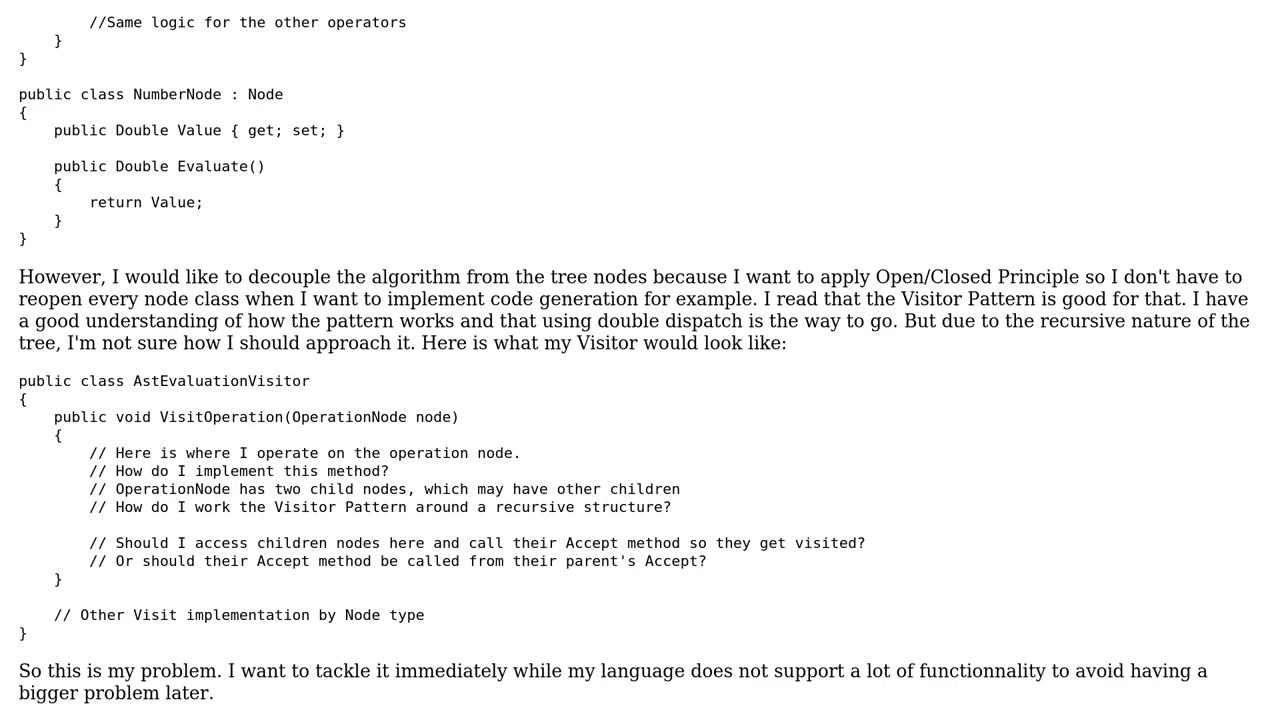 //Same logic for the other operators
}
}
public class NumberNode : Node
{
public Double Value { get; set; }
public Double Evaluate()
{
return Value;
}
}
However, I would like to decouple the algorithm from the tree nodes because I want to apply Open/Closed Principle so I don't have to
reopen every node class when I want to implement code generation for example. I read that the Visitor Pattern is good for that. I have
a good understanding of how the pattern works and that using double dispatch is the way to go. But due to the recursive nature of the
tree, I'm not sure how I should approach it. Here is what my Visitor would look like:
public class AstEvaluationVisitor
{
public void VisitOperation(OperationNode node)
{
// Here is where I operate on the operation node.
// How do I implement this method?
// OperationNode has two child nodes, which may have other children
// How do I work the Visitor Pattern around a recursive structure?
// Should I access children nodes here and call their Accept method so they get visited?
// Or should their Accept method be called from their parent's Accept?
}
// Other Visit implementation by Node type
}
So this is my problem. I want to tackle it immediately while my language does not support a lot of functionnality to avoid having a
bigger problem later.